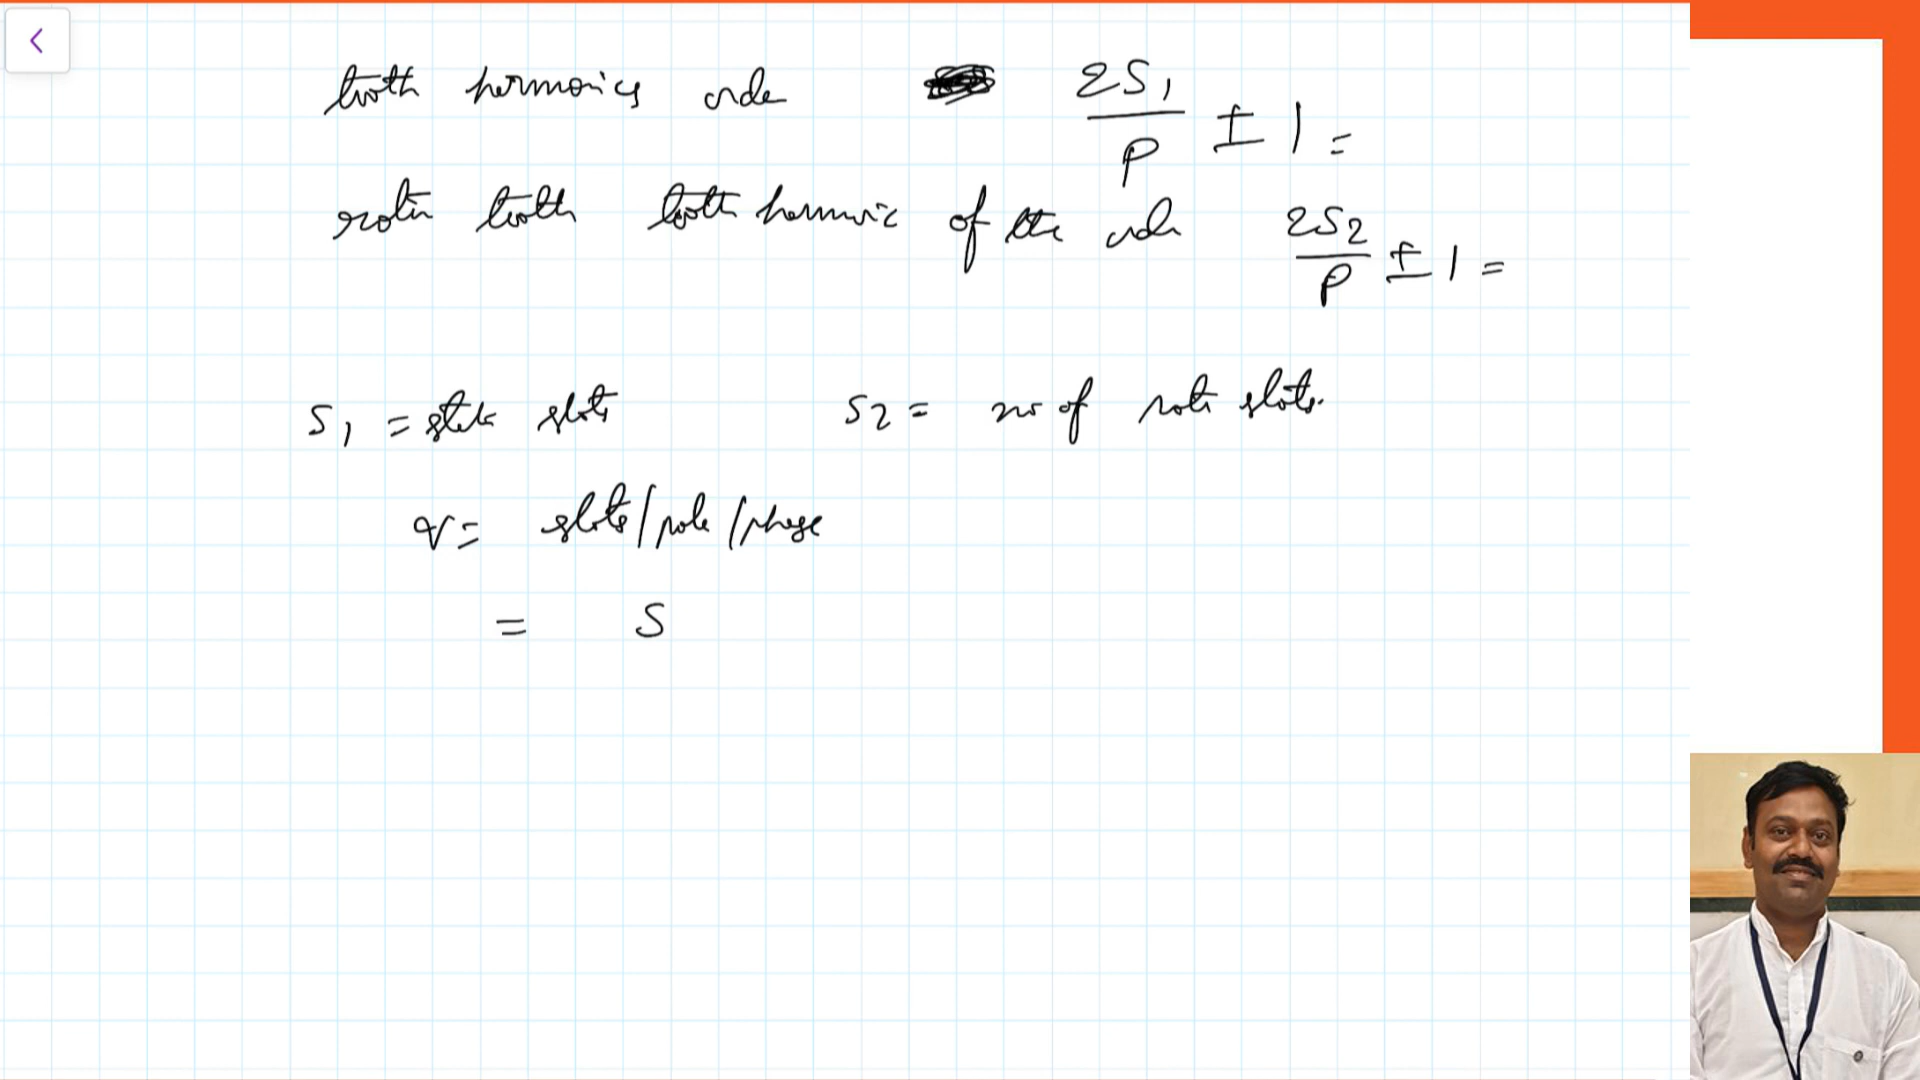 tooth harmonics order 2S₁/P ± 1 =
rotor tooth tooth harmonic of the order 2S₂/P ± 1 =
S₁ = stator slots S₂ = no of rotor slots.
q = slots/pole/phase
= S